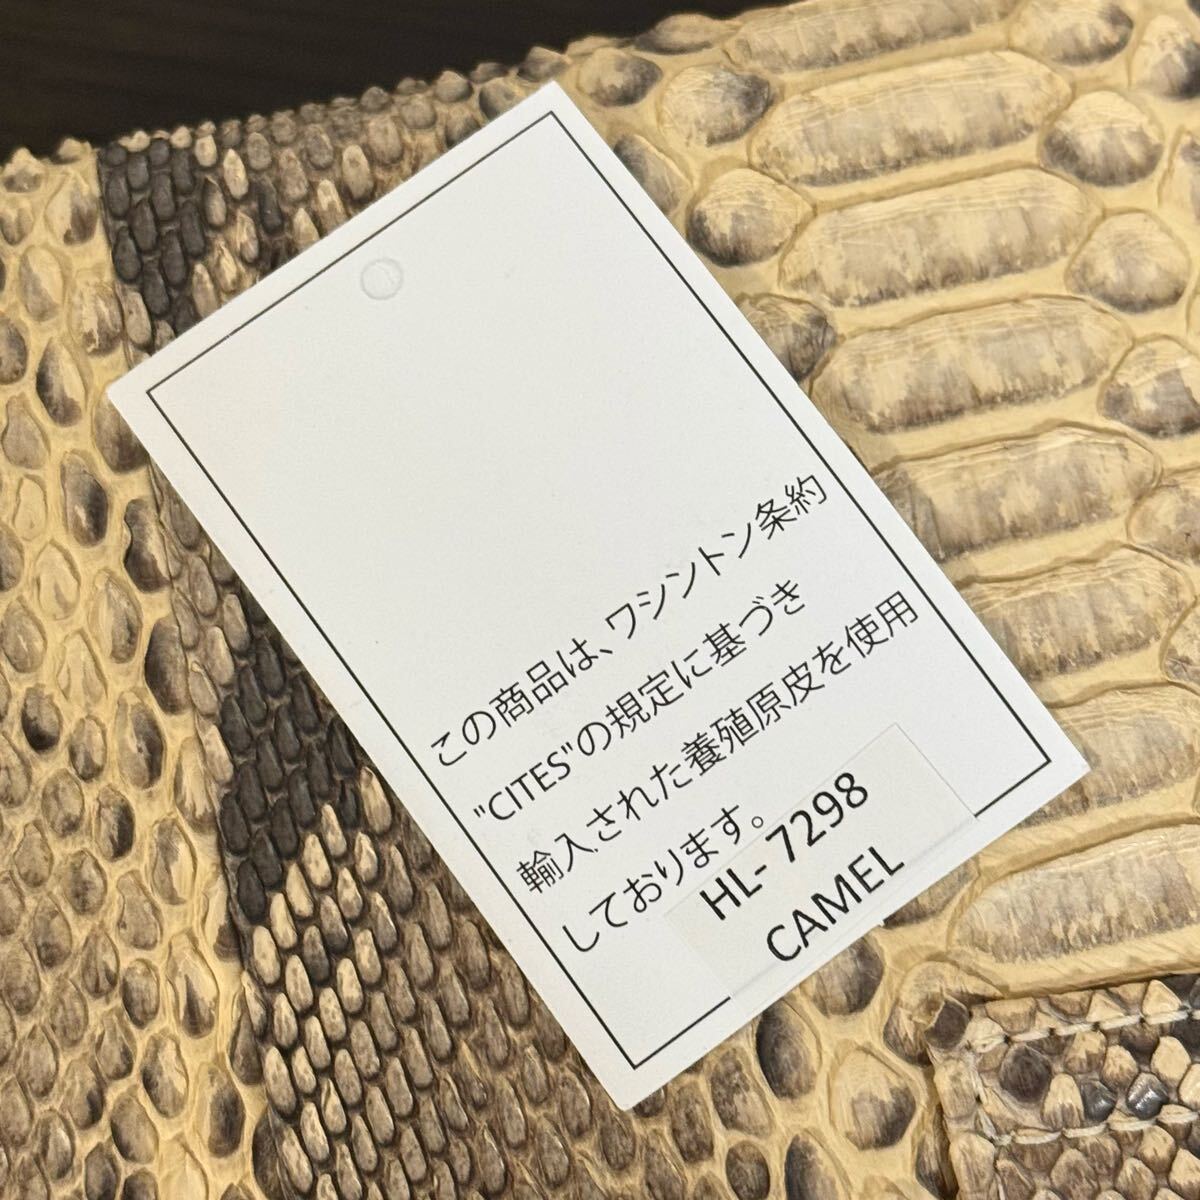 この商品は、ワシントン条約
"CITES"の規定に基づき
輸入された養殖原皮を使用
しております。
HL-7298
CAMEL